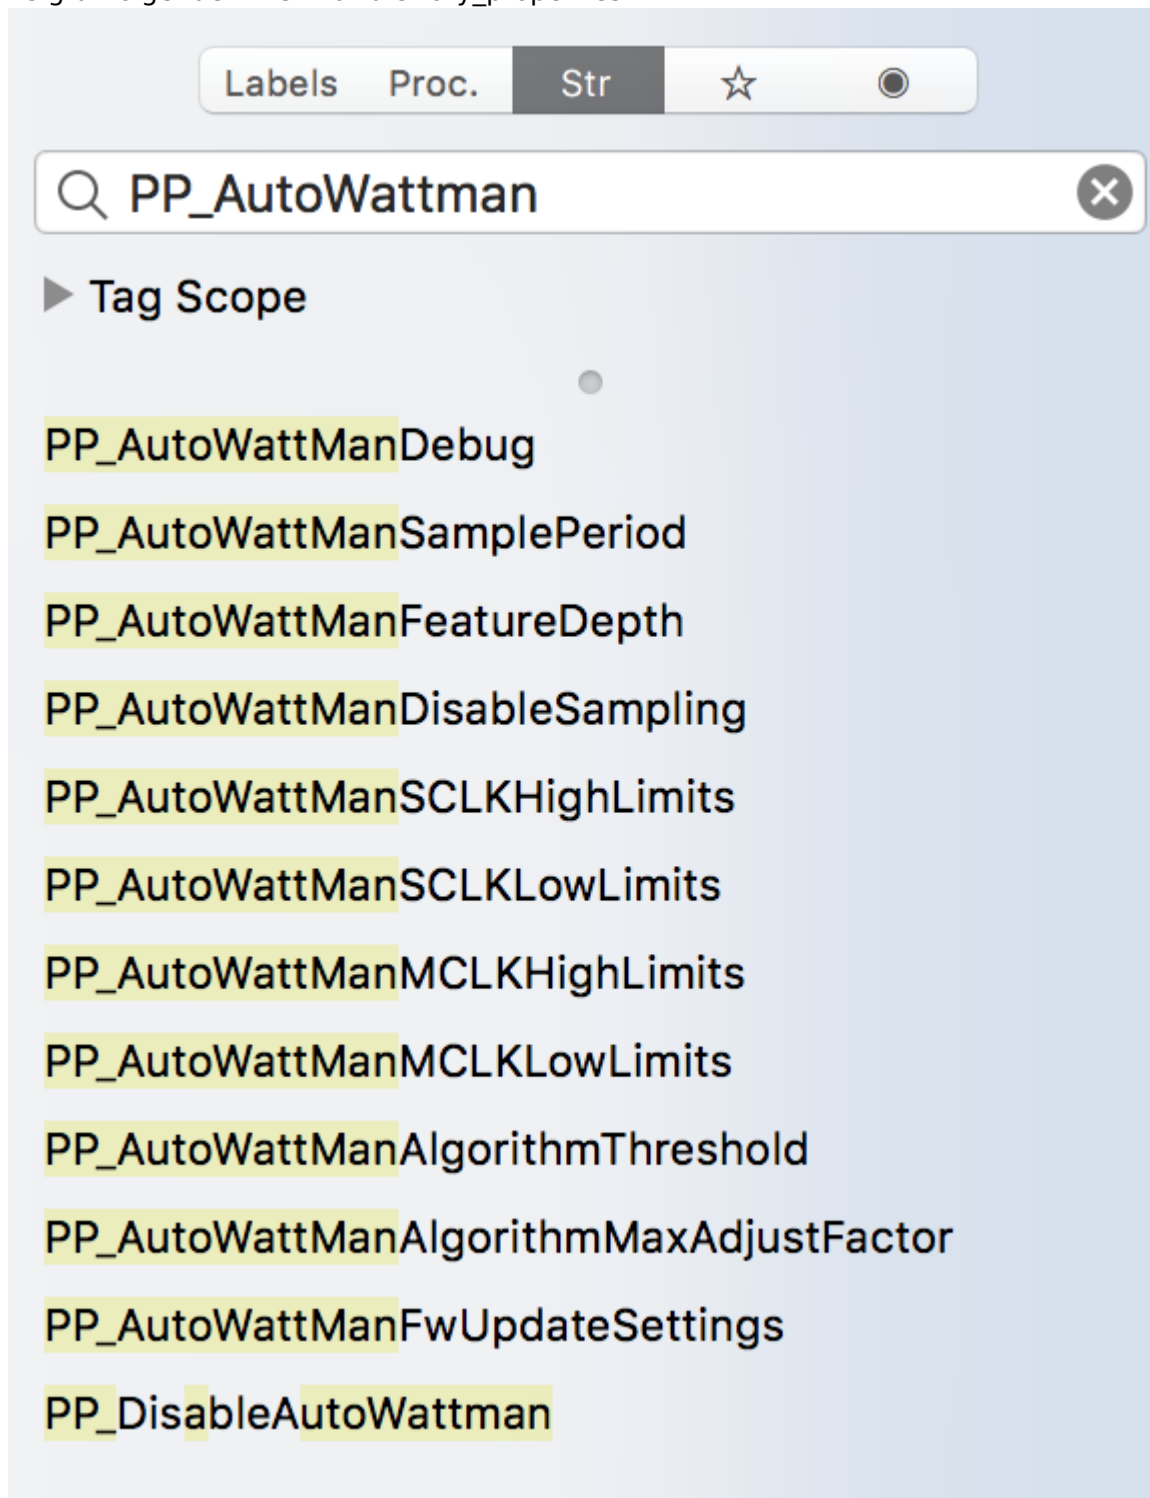 Labels Proc. Str
PP_AutoWattman
Tag Scope
PP_AutoWattManDebug
PP_AutoWattManSamplePeriod
PP_AutoWattManFeatureDepth
PP_AutoWattManDisableSampling
PP_AutoWattManSCLKHighLimits
PP_AutoWattManSCLKLowLimits
PP_AutoWattManMCLKHighLimits
PP_AutoWattManMCLKLowLimits
PP_AutoWattManAlgorithmThreshold
PP_AutoWattManAlgorithmMaxAdjustFactor
PP_AutoWattManFwUpdateSettings
PP_DisableAutoWattman